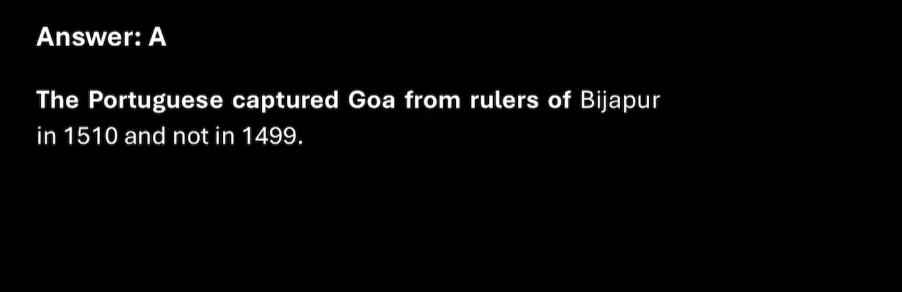 Answer: A
The Portuguese captured Goa from rulers of Bijapur
in 1510 and not in 1499.